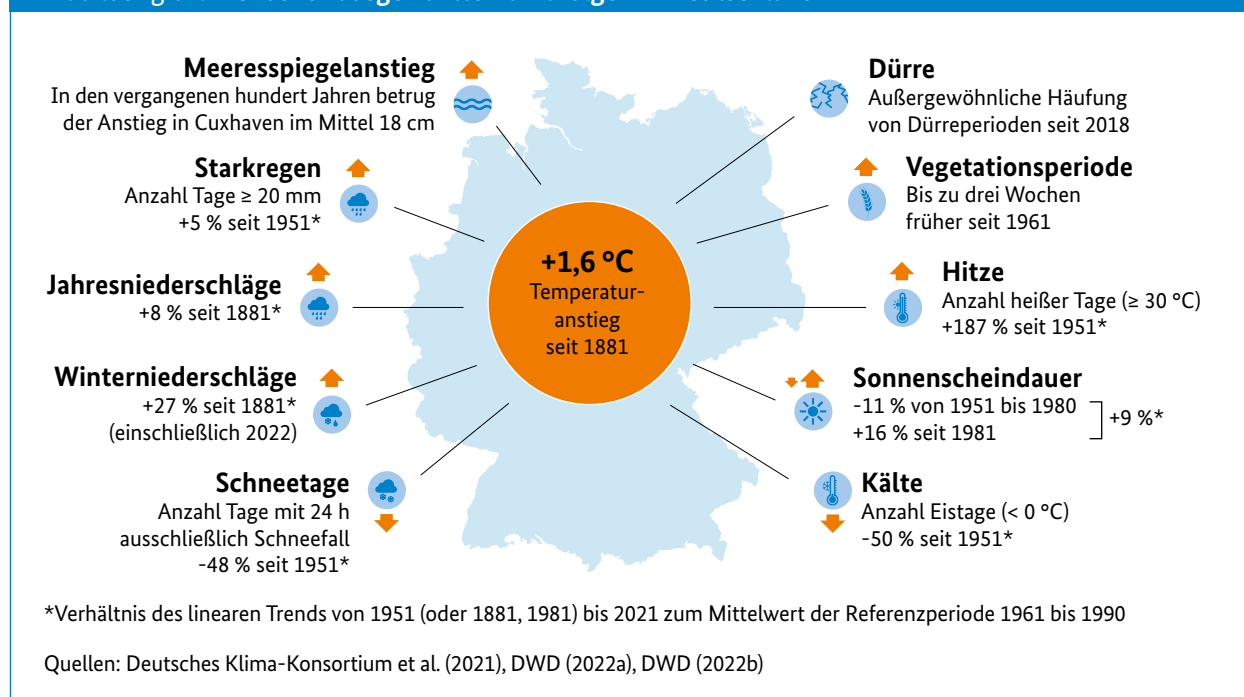 Meeresspiegelanstieg
In den vergangenen hundert Jahren betrug
der Anstieg in Cuxhaven im Mittel 18 cm
Starkregen
Anzahl Tage ≥ 20 mm
+5 % seit 1951*
Jahresniederschläge
+8 % seit 1881*
Winterniederschläge
+27 % seit 1881*
(einschließlich 2022)
Schneetage
Anzahl Tage mit 24 h
ausschließlich Schneefall
-48 % seit 1951*
+1,6 °C
Temperatur-
anstieg
seit 1881
Dürre
Außergewöhnliche Häufung
von Dürreperioden seit 2018
Vegetationsperiode
Bis zu drei Wochen
früher seit 1961
Hitze
Anzahl heißer Tage (≥ 30 °C)
+187 % seit 1951*
Sonnenscheindauer
-11 % von 1951 bis 1980
+16 % seit 1981
+9 %*
Kälte
Anzahl Eistage (< 0 °C)
-50 % seit 1951*
*Verhältnis des linearen Trends von 1951 (oder 1881, 1981) bis 2021 zum Mittelwert der Referenzperiode 1961 bis 1990
Quellen: Deutsches Klima-Konsortium et al. (2021), DWD (2022a), DWD (2022b)